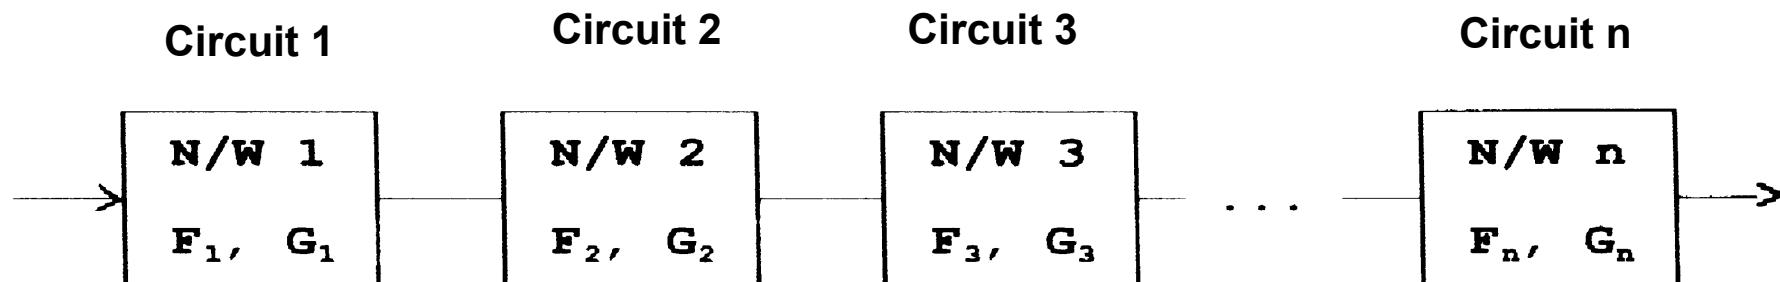 Circuit 1 Circuit 2 Circuit 3 Circuit n
N/W 1 N/W 2 N/W 3 N/W n
. . .
F₁, G₁ F₂, G₂ F₃, G₃ Fₙ, Gₙ